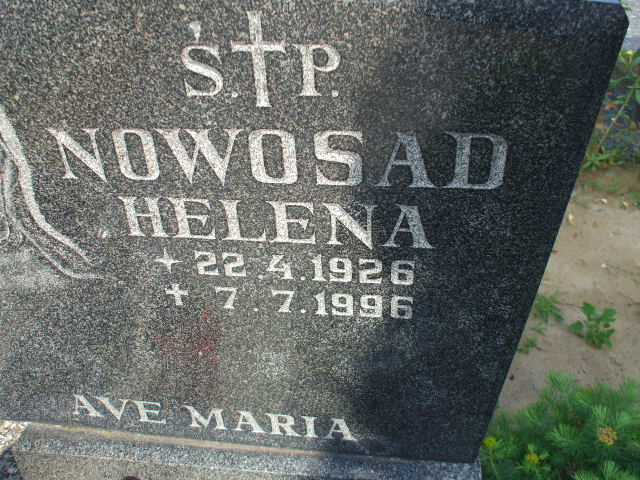 Ś.†P.
NOWOSAD
HELENA
* 22.4.1926
† 7.7.1996
AVE MARIA